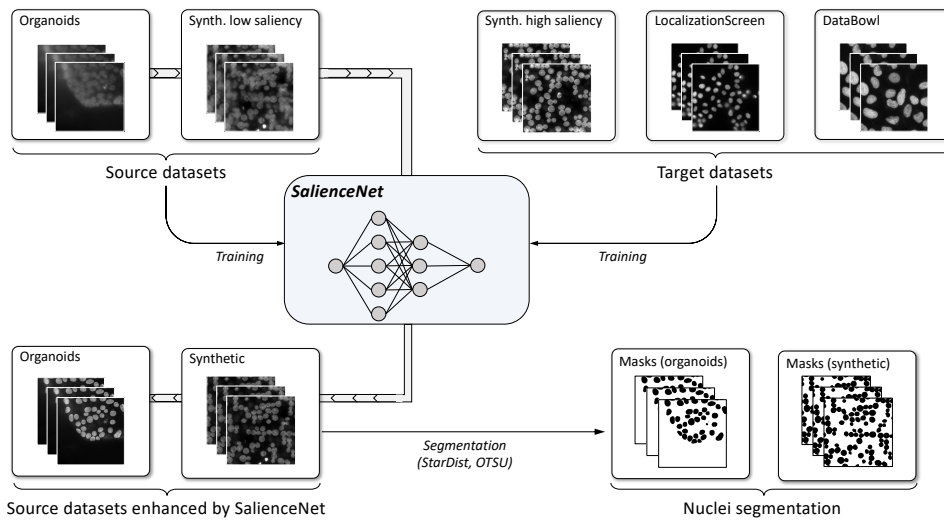 Organoids
Synth. low saliency
Synth. high saliency
LocalizationScreen
DataBowl
Source datasets
Target datasets
SalienceNet
Training
Training
Organoids
Synthetic
Masks (organoids)
Masks (synthetic)
Segmentation
(StarDist, OTSU)
Source datasets enhanced by SalienceNet
Nuclei segmentation